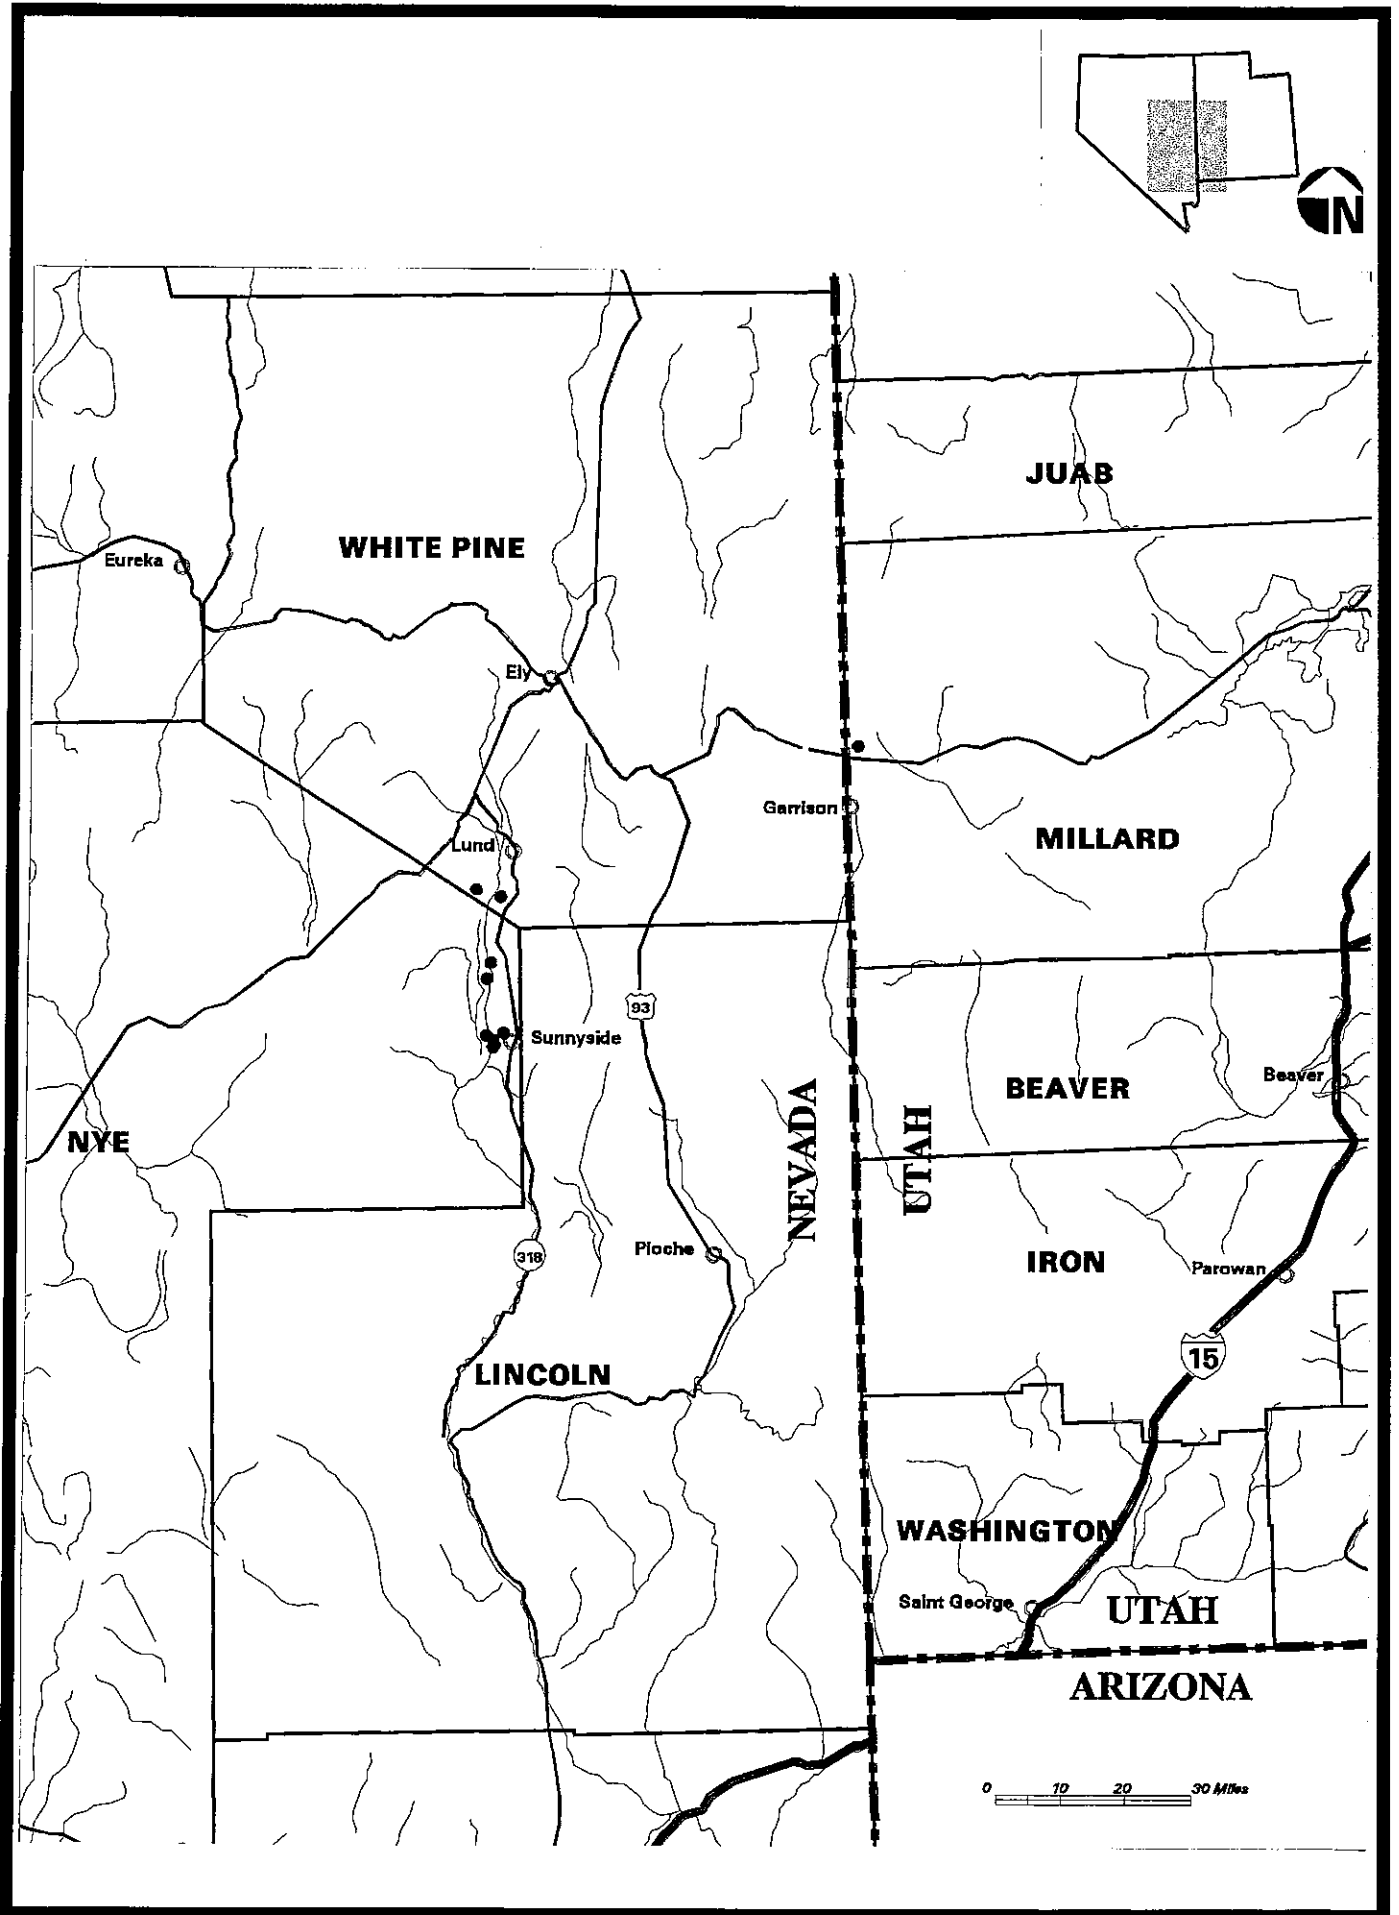 N
JUAB
WHITE PINE
Eureka
Ely
Garrison
MILLARD
Lund
93
Sunnyside
Beaver
BEAVER
NEVADA
UTAH
NYE
Pioche
318
IRON
Parowan
15
LINCOLN
WASHINGTON
Saint George
UTAH
ARIZONA
0 10 20 30 Miles